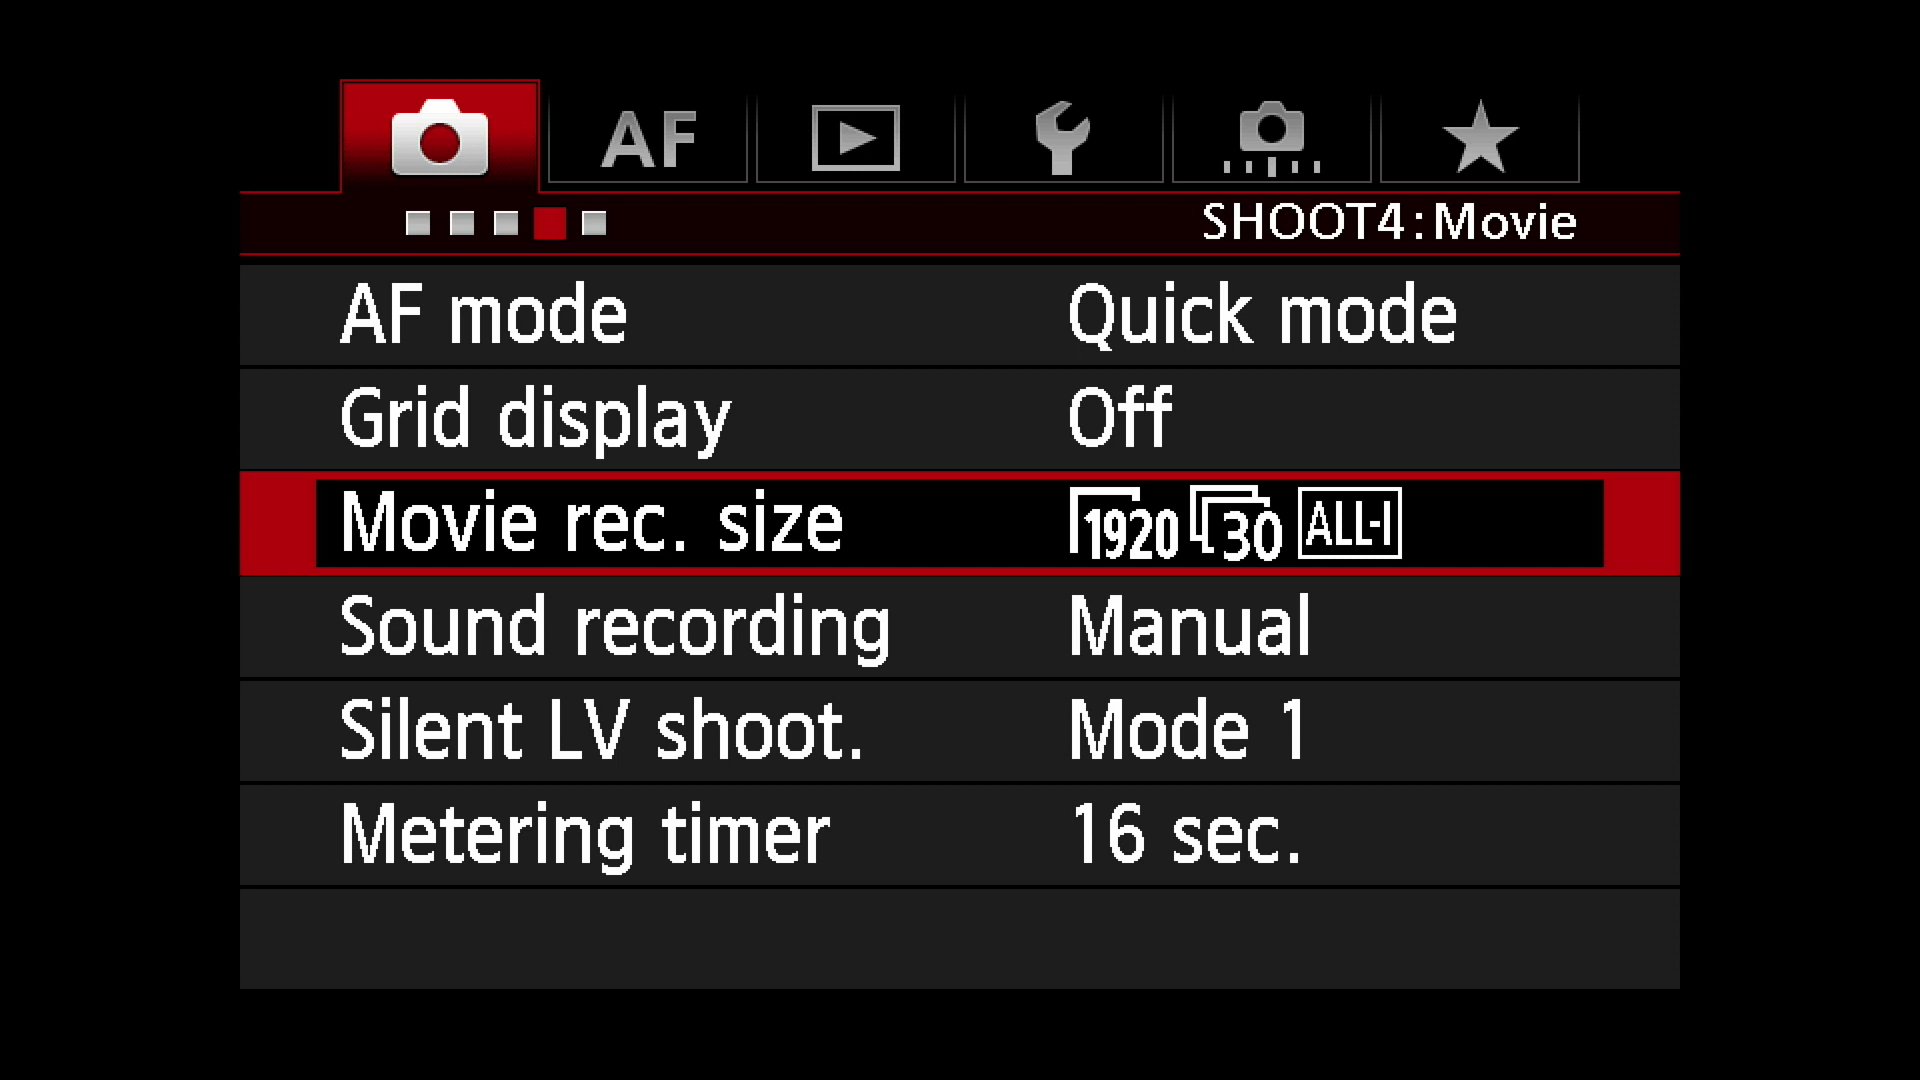 AF
SHOOT4:Movie
AF mode Quick mode
Grid display Off
Movie rec. size 1920 30 ALL-I
Sound recording Manual
Silent LV shoot. Mode 1
Metering timer 16 sec.